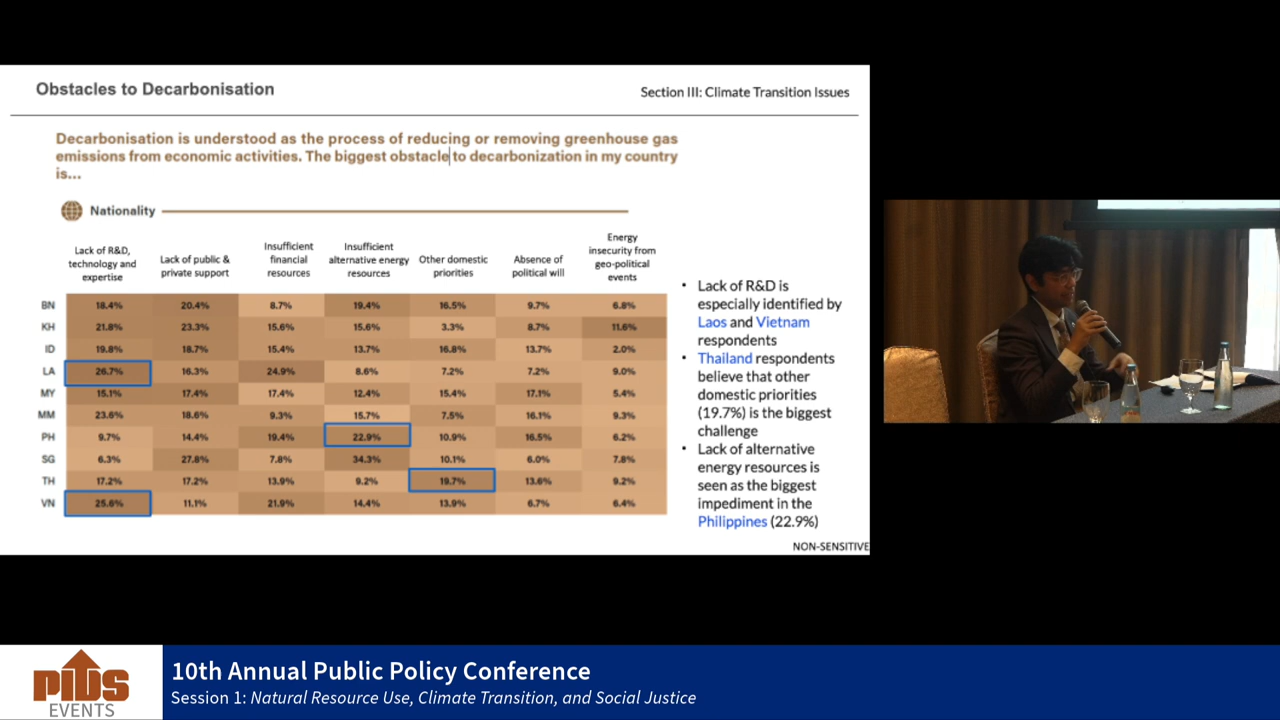 Obstacles to Decarbonisation
Section III: Climate Transition Issues
Decarbonisation is understood as the process of reducing or removing greenhouse gas
emissions from economic activities. The biggest obstacle to decarbonization in my country
is...
Nationality
Lack of R&D,
technology and
expertise
Lack of public &
private support
Insufficient
financial
resources
Insufficient
alternative energy
resources
Other domestic
priorities
Absence of
political will
Energy
insecurity from
geo-political
events
BN 18.4% 20.4% 8.7% 19.4% 16.5% 9.7% 6.8%
KH 21.8% 23.3% 15.6% 15.6% 3.3% 8.7% 11.6%
ID 19.8% 18.7% 15.4% 13.7% 16.8% 13.7% 2.0%
LA 26.7% 16.3% 24.9% 8.6% 7.2% 7.2% 9.0%
MY 15.1% 17.4% 17.4% 12.4% 15.4% 17.1% 5.4%
MM 23.6% 18.6% 9.3% 15.7% 7.5% 16.1% 9.3%
PH 9.7% 14.4% 19.4% 22.9% 10.9% 16.5% 6.2%
SG 6.3% 27.8% 7.8% 34.3% 10.1% 6.0% 7.8%
TH 17.2% 17.2% 13.9% 9.2% 19.7% 13.6% 9.2%
VN 25.6% 11.1% 21.9% 14.4% 13.9% 6.7% 6.4%
• Lack of R&D is
especially identified by
Laos and Vietnam
respondents
• Thailand respondents
believe that other
domestic priorities
(19.7%) is the biggest
challenge
• Lack of alternative
energy resources is
seen as the biggest
impediment in the
Philippines (22.9%)
NON-SENSITIVE
PIDS
EVENTS
10th Annual Public Policy Conference
Session 1: Natural Resource Use, Climate Transition, and Social Justice